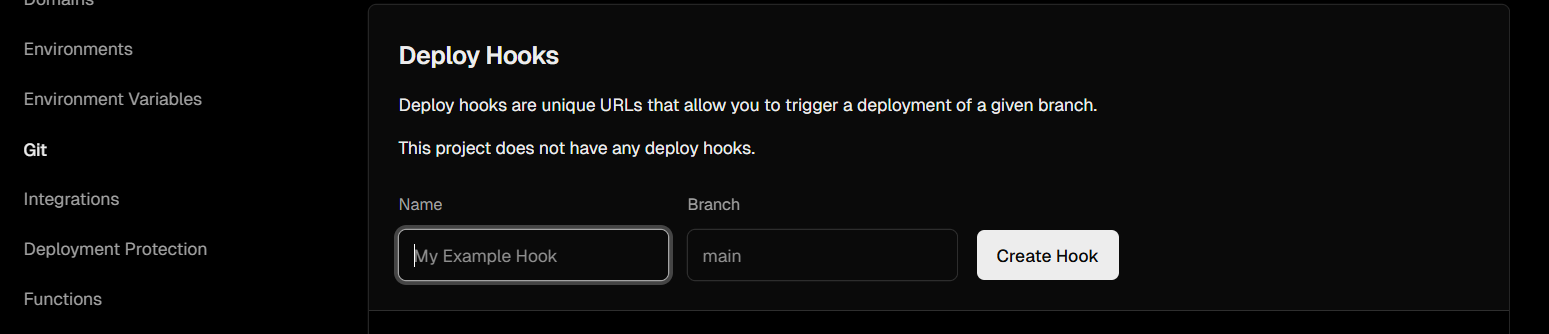 Domains
Environments
Environment Variables
Git
Integrations
Deployment Protection
Functions
Deploy Hooks
Deploy hooks are unique URLs that allow you to trigger a deployment of a given branch.
This project does not have any deploy hooks.
Name
Branch
My Example Hook
main
Create Hook